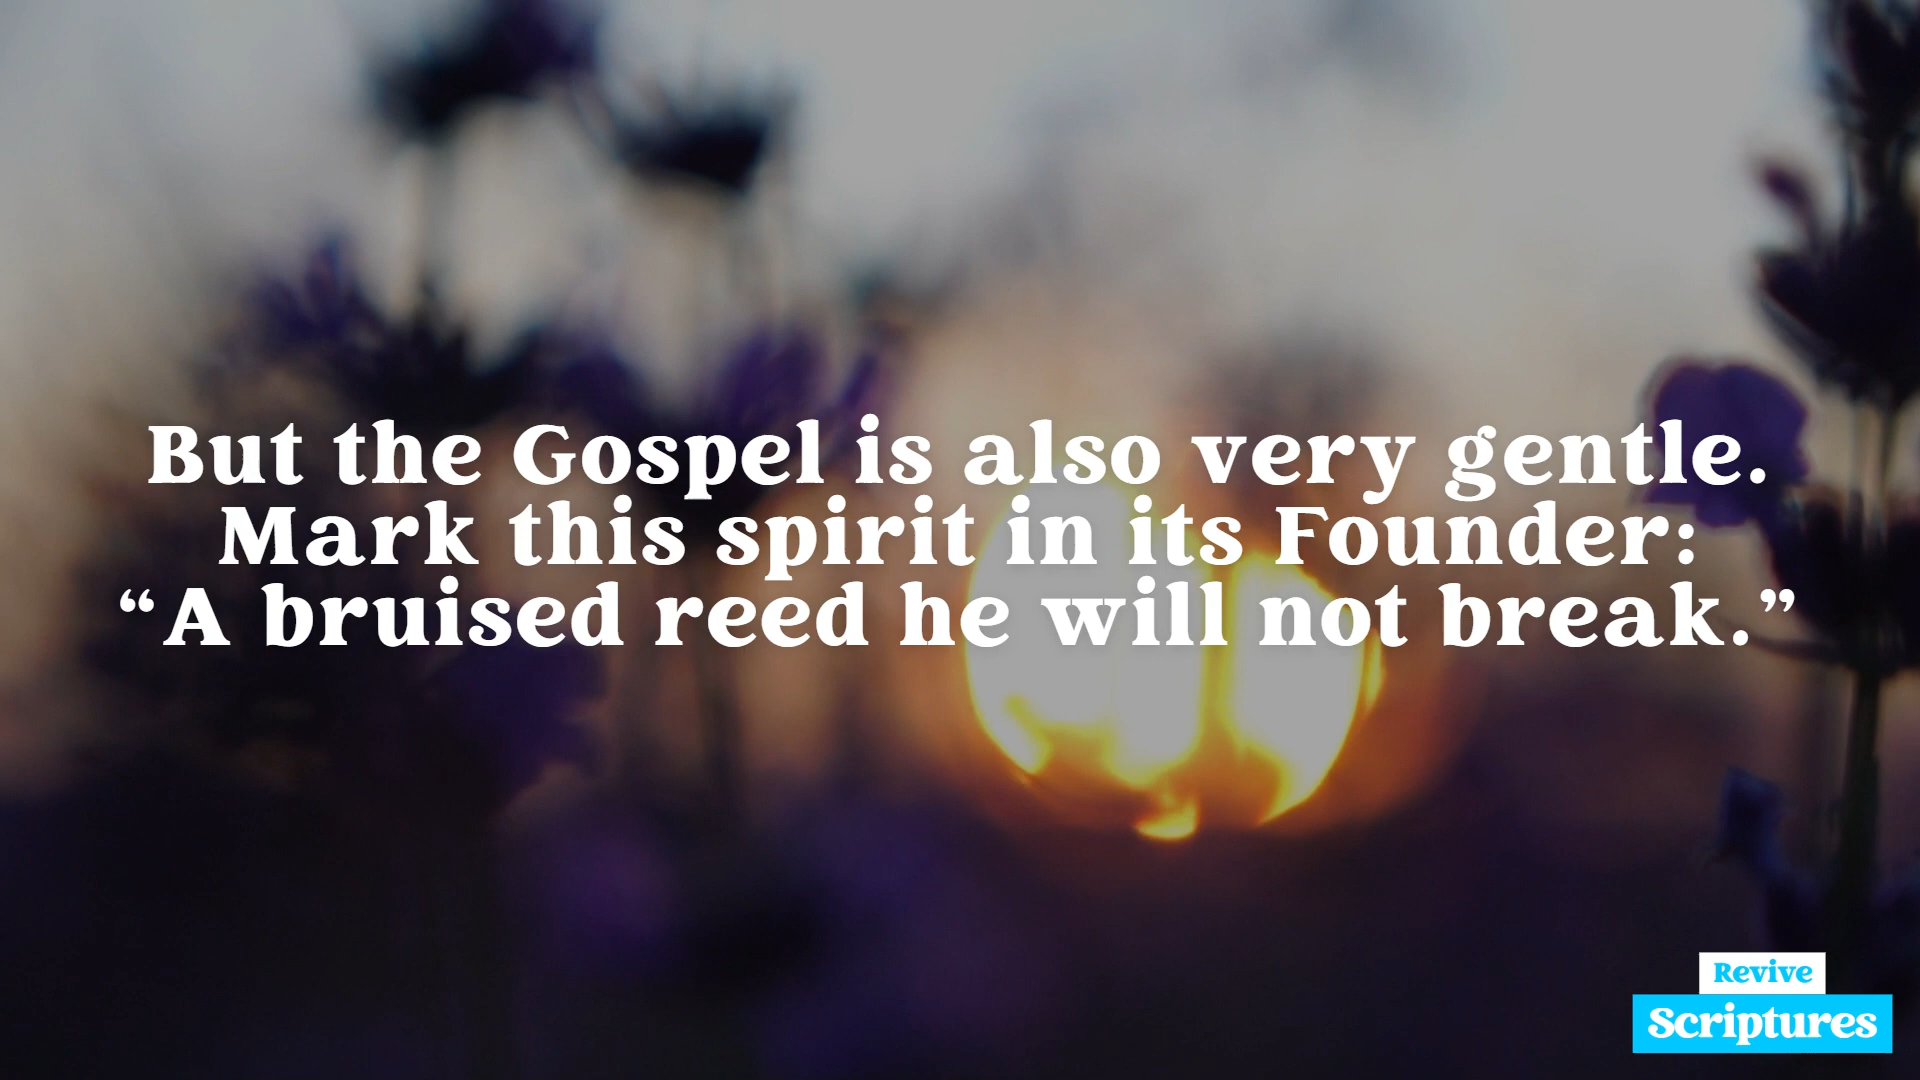 But the Gospel is also very gentle.
Mark this spirit in its Founder:
“A bruised reed he will not break.”
Revive
Scriptures